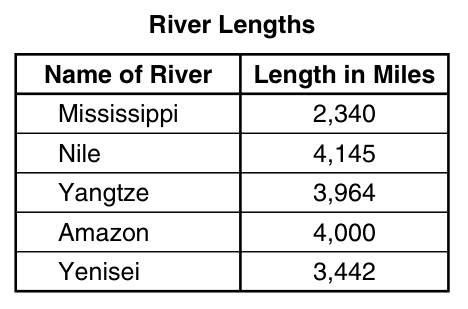 River Lengths
Name of River Length in Miles
Mississippi 2,340
Nile 4,145
Yangtze 3,964
Amazon 4,000
Yenisei 3,442